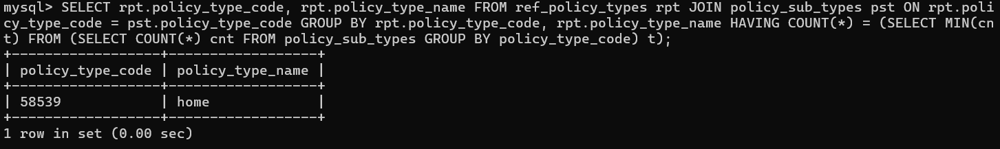 mysql> SELECT rpt.policy_type_code, rpt.policy_type_name FROM ref_policy_types rpt JOIN policy_sub_types pst ON rpt.poli
cy_type_code = pst.policy_type_code GROUP BY rpt.policy_type_code, rpt.policy_type_name HAVING COUNT(*) = (SELECT MIN(cn
t) FROM (SELECT COUNT(*) cnt FROM policy_sub_types GROUP BY policy_type_code) t);
+------------------+------------------+
| policy_type_code | policy_type_name |
+------------------+------------------+
| 58539            | home             |
+------------------+------------------+
1 row in set (0.00 sec)